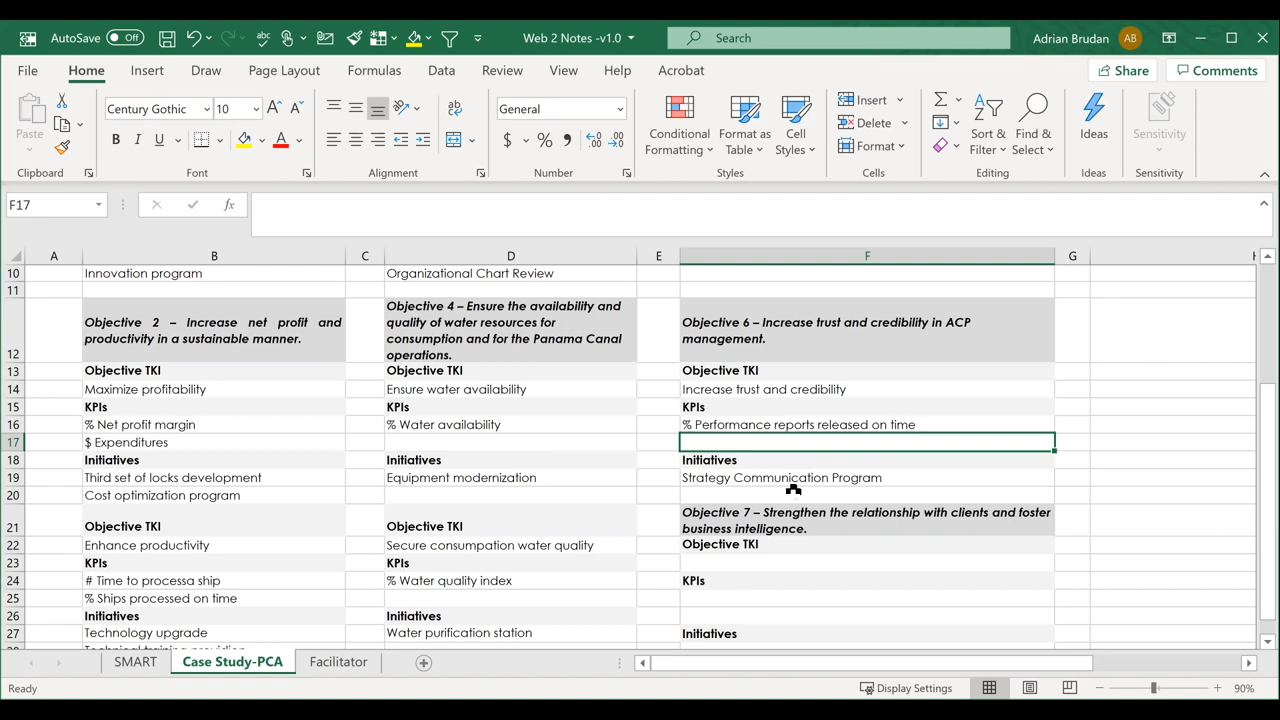 AutoSave Off
Web 2 Notes -v1.0
Search
Adrian Brudan AB
File Home Insert Draw Page Layout Formulas Data Review View Help Acrobat
Share Comments
Paste
Clipboard
Century Gothic 10
B I U
Font
Alignment
General
$ % ,
Number
Conditional Formatting
Format as Table
Cell Styles
Styles
Insert
Delete
Format
Cells
Sort & Filter
Find & Select
Editing
Ideas
Ideas
Sensitivity
Sensitivity
F17
fx
A B C D E F G H
10 Innovation program Organizational Chart Review
11
12 Objective 2 – Increase net profit and productivity in a sustainable manner.
Objective 4 – Ensure the availability and quality of water resources for consumption and for the Panama Canal operations.
Objective 6 – Increase trust and credibility in ACP management.
13 Objective TKI Objective TKI Objective TKI
14 Maximize profitability Ensure water availability Increase trust and credibility
15 KPIs KPIs KPIs
16 % Net profit margin % Water availability % Performance reports released on time
17 $ Expenditures
18 Initiatives Initiatives Initiatives
19 Third set of locks development Equipment modernization Strategy Communication Program
20 Cost optimization program
21 Objective TKI Objective TKI Objective 7 – Strengthen the relationship with clients and foster business intelligence.
22 Enhance productivity Secure consumpation water quality Objective TKI
23 KPIs KPIs
24 # Time to processa ship % Water quality index KPIs
25 % Ships processed on time
26 Initiatives Initiatives
27 Technology upgrade Water purification station Initiatives
SMART Case Study-PCA Facilitator
Ready
Display Settings
90%